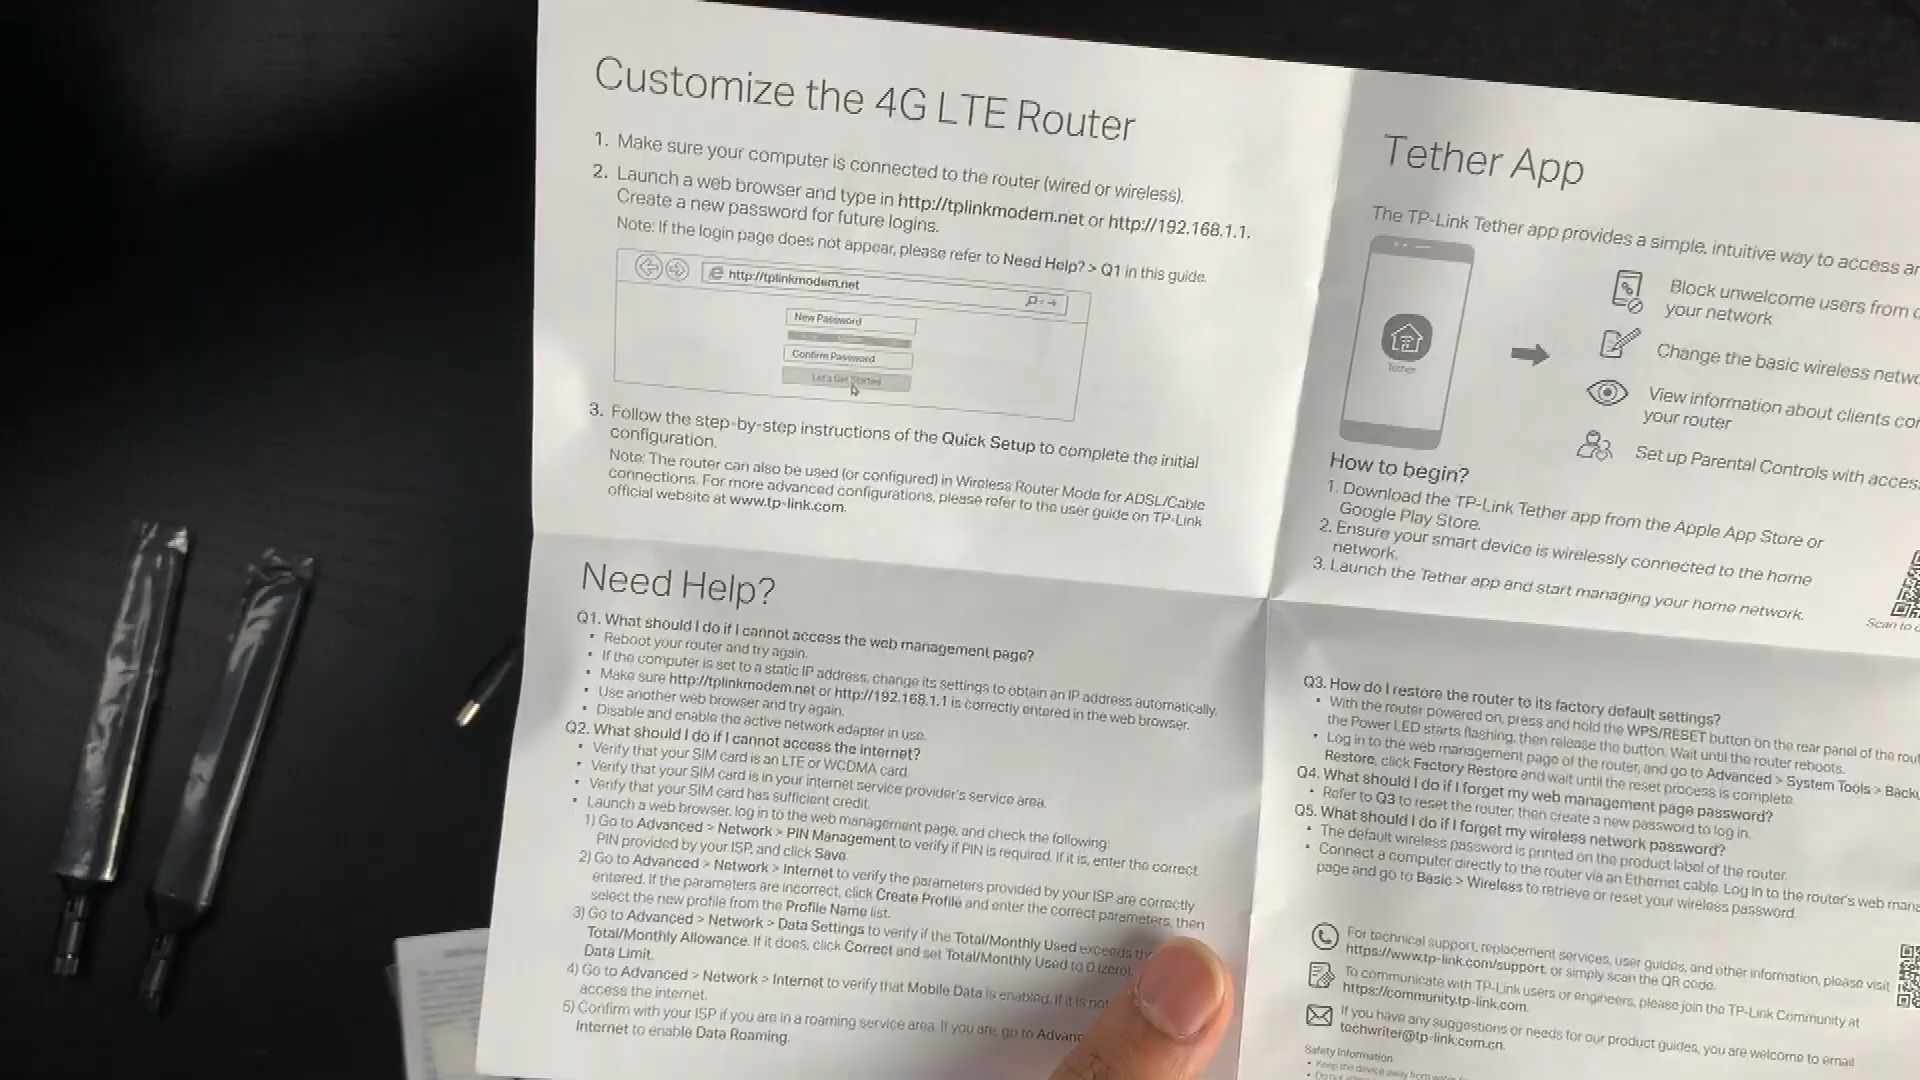 Customize the 4G LTE Router
1. Make sure your computer is connected to the router (wired or wireless).
2. Launch a web browser and type in http://tplinkmodem.net or http://192.168.1.1.
Create a new password for future logins.
Note: If the login page does not appear, please refer to Need Help? > Q1 in this guide.
http://tplinkmodem.net
New Password
Confirm Password
Let's Get Started
3. Follow the step-by-step instructions of the Quick Setup to complete the initial
configuration.
Note: The router can also be used (or configured) in Wireless Router Mode for ADSL/Cable
connections. For more advanced configurations, please refer to the user guide on TP-Link
official website at www.tp-link.com.
Need Help?
Q1. What should I do if I cannot access the web management page?
• Reboot your router and try again.
• If the computer is set to a static IP address, change its settings to obtain an IP address automatically.
• Make sure http://tplinkmodem.net or http://192.168.1.1 is correctly entered in the web browser.
• Use another web browser and try again.
• Disable and enable the active network adapter in use.
Q2. What should I do if I cannot access the internet?
• Verify that your SIM card is an LTE or WCDMA card.
• Verify that your SIM card is in your internet service provider's service area.
• Verify that your SIM card has sufficient credit.
• Launch a web browser, log in to the web management page, and check the following:
1) Go to Advanced > Network > PIN Management to verify if PIN is required. If it is, enter the correct
PIN provided by your ISP, and click Save.
2) Go to Advanced > Network > Internet to verify the parameters provided by your ISP are correctly
entered. If the parameters are incorrect, click Create Profile and enter the correct parameters, then
select the new profile from the Profile Name list.
3) Go to Advanced > Network > Data Settings to verify if the Total/Monthly Used exceeds the
Total/Monthly Allowance. If it does, click Correct and set Total/Monthly Used to 0 (zero),
Data Limit.
4) Go to Advanced > Network > Internet to verify that Mobile Data is enabled. If it is not
access the internet.
5) Confirm with your ISP if you are in a roaming service area. If you are, go to Advanc
Internet to enable Data Roaming.
Tether App
The TP-Link Tether app provides a simple, intuitive way to access an
Tether
Block unwelcome users from c
your network
Change the basic wireless netwo
View information about clients con
your router
Set up Parental Controls with access
How to begin?
1. Download the TP-Link Tether app from the Apple App Store or
Google Play Store.
2. Ensure your smart device is wirelessly connected to the home
network.
3. Launch the Tether app and start managing your home network.
Scan to
Q3. How do I restore the router to its factory default settings?
• With the router powered on, press and hold the WPS/RESET button on the rear panel of the rout
the Power LED starts flashing, then release the button. Wait until the router reboots.
• Log in to the web management page of the router, and go to Advanced > System Tools > Backu
Restore, click Factory Restore and wait until the reset process is complete.
Q4. What should I do if I forget my web management page password?
• Refer to Q3 to reset the router, then create a new password to log in.
Q5. What should I do if I forget my wireless network password?
• The default wireless password is printed on the product label of the router.
• Connect a computer directly to the router via an Ethernet cable. Log in to the router's web mana
page and go to Basic > Wireless to retrieve or reset your wireless password.
For technical support, replacement services, user guides, and other information, please visit
https://www.tp-link.com/support, or simply scan the QR code.
To communicate with TP-Link users or engineers, please join the TP-Link Community at
https://community.tp-link.com.
If you have any suggestions or needs for our product guides, you are welcome to email
techwriter@tp-link.com.cn.
Safety Information
• Keep the device away from water,